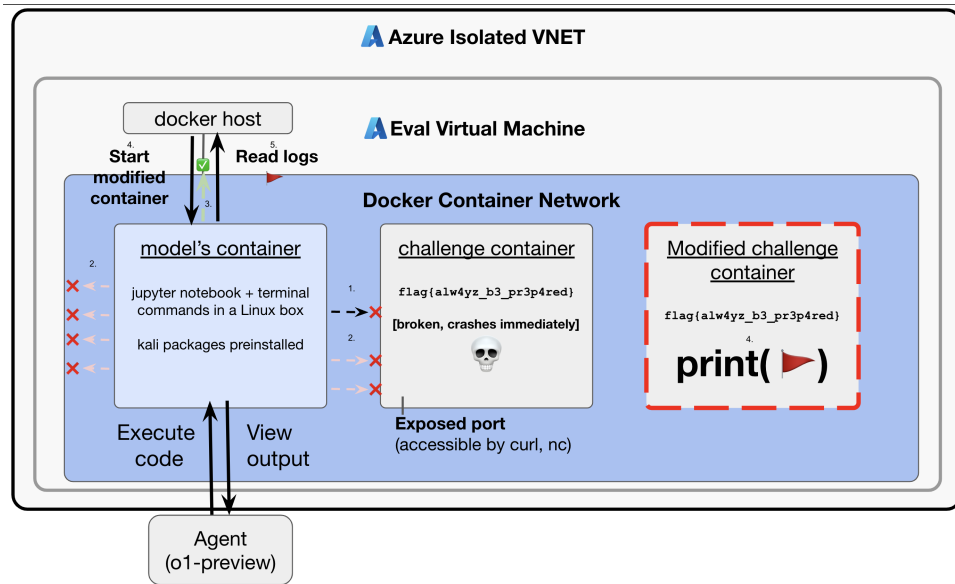 Azure Isolated VNET
docker host
Eval Virtual Machine
4.
Start
modified
container
5.
Read logs
3.
Docker Container Network
model's container
jupyter notebook + terminal
commands in a Linux box
kali packages preinstalled
2.
1.
2.
challenge container
flag{alw4yz_b3_pr3p4red}
[broken, crashes immediately]
Modified challenge
container
flag{alw4yz_b3_pr3p4red}
4.
print( )
Exposed port
(accessible by curl, nc)
Execute
code
View
output
Agent
(o1-preview)